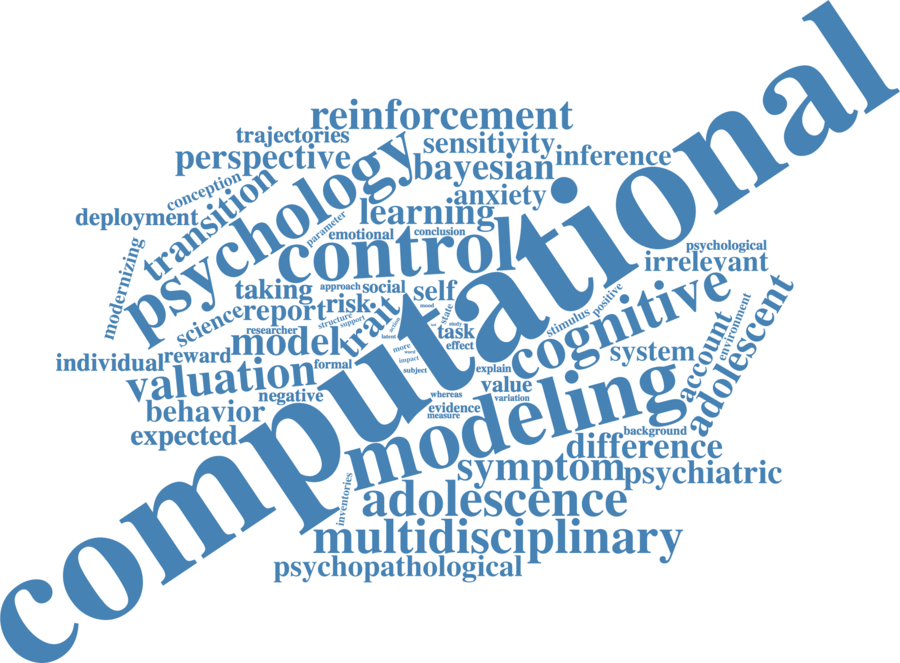 computational
reinforcement
trajectories
sensitivity
perspective
psychology
bayesian
inference
conception
transition
anxiety
deployment
learning
parameter
emotional
conclusion
control
modernizing
psychological
irrelevant
taking
approach
social
self
cognitive
positive
stimulus
science
report
risk
structure
support
trait
action
mood
state
study
task
effect
researcher
model
latent
more
word
impact
subject
individual
reward
formal
explain
system
account
environment
adolescent
valuation
negative
value
variation
whereas
modeling
behavior
evidence
measure
expected
background
difference
symptom
psychiatric
inventories
adolescence
multidisciplinary
psychopathological